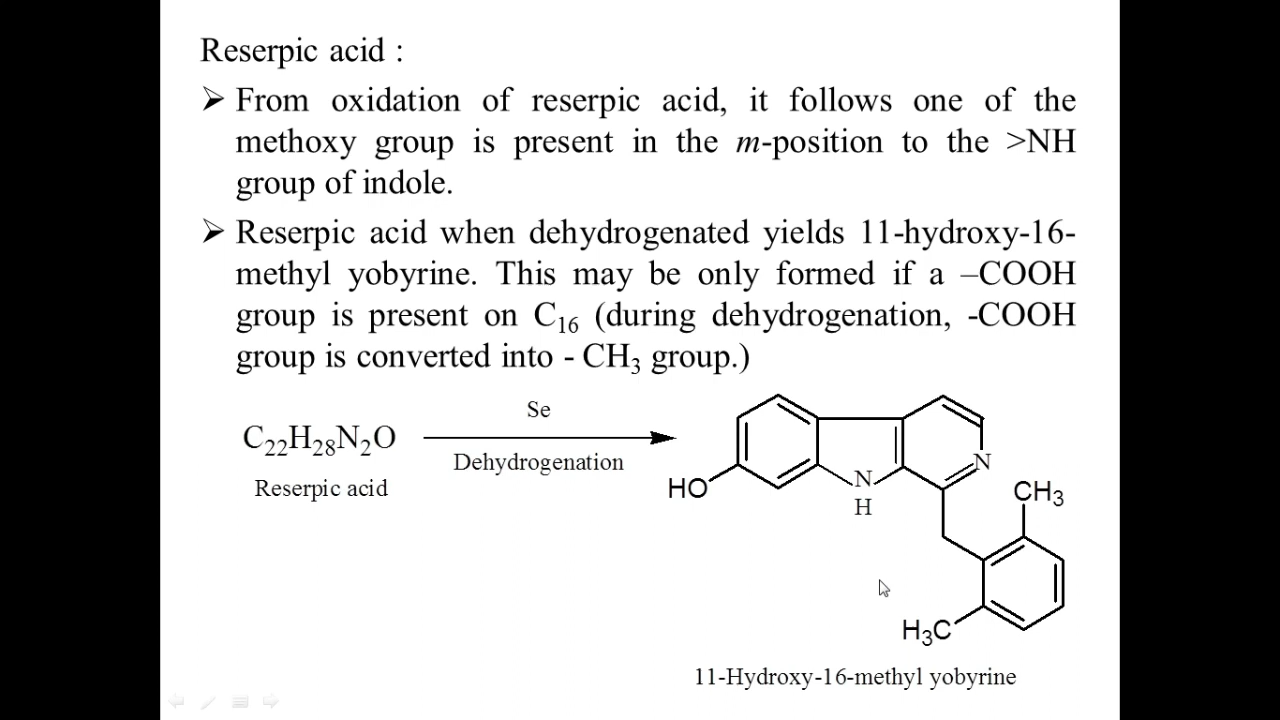 Reserpic acid :
➢ From oxidation of reserpic acid, it follows one of the
methoxy group is present in the m-position to the >NH
group of indole.
➢ Reserpic acid when dehydrogenated yields 11-hydroxy-16-
methyl yobyrine. This may be only formed if a –COOH
group is present on C₁₆ (during dehydrogenation, -COOH
group is converted into - CH₃ group.)
C₂₂H₂₈N₂O
Reserpic acid
Se
Dehydrogenation
HO
N
H
N
CH₃
H₃C
11-Hydroxy-16-methyl yobyrine